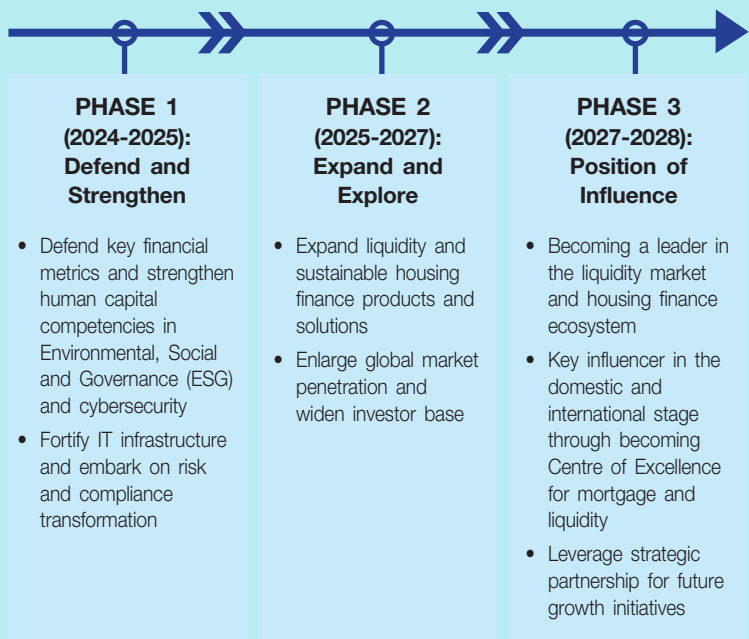 PHASE 1
(2024-2025):
Defend and
Strengthen
• Defend key financial
metrics and strengthen
human capital
competencies in
Environmental, Social
and Governance (ESG)
and cybersecurity
• Fortify IT infrastructure
and embark on risk
and compliance
transformation
PHASE 2
(2025-2027):
Expand and
Explore
• Expand liquidity and
sustainable housing
finance products and
solutions
• Enlarge global market
penetration and
widen investor base
PHASE 3
(2027-2028):
Position of
Influence
• Becoming a leader in
the liquidity market
and housing finance
ecosystem
• Key influencer in the
domestic and
international stage
through becoming
Centre of Excellence
for mortgage and
liquidity
• Leverage strategic
partnership for future
growth initiatives